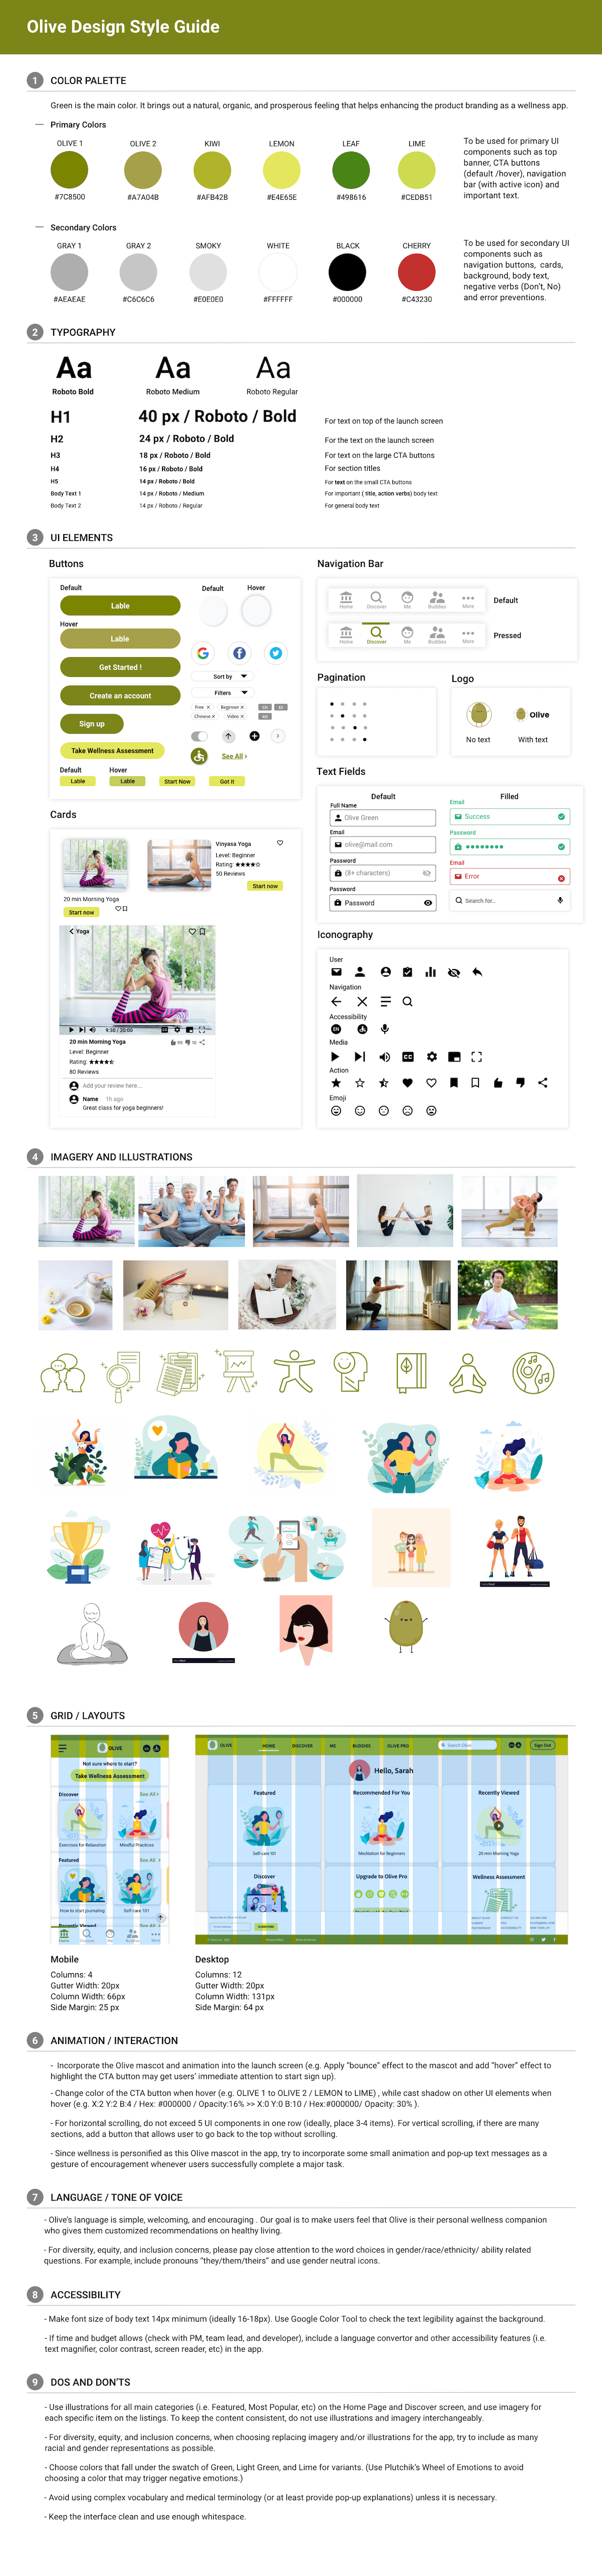 Olive Design Style Guide
1 COLOR PALETTE
Green is the main color. It brings out a natural, organic, and prosperous feeling that helps enhancing the product branding as a wellness app.
Primary Colors
OLIVE 1 OLIVE 2 KIWI LEMON LEAF LIME
#7C8500 #A7A04B #AFB42B #E4E65E #498616 #CEDB51
To be used for primary UI
components such as top
banner, CTA buttons
(default /hover), navigation
bar (with active icon) and
important text.
Secondary Colors
GRAY 1 GRAY 2 SMOKY WHITE BLACK CHERRY
#AEAEAE #C6C6C6 #E0E0E0 #FFFFFF #000000 #C43230
To be used for secondary UI
components such as
navigation buttons, cards,
background, body text,
negative verbs (Don't, No)
and error preventions.
2 TYPOGRAPHY
Aa Aa Aa
Roboto Bold Roboto Medium Roboto Regular
H1 40 px / Roboto / Bold For text on top of the launch screen
H2 24 px / Roboto / Bold For the text on the launch screen
H3 18 px / Roboto / Bold For text on the large CTA buttons
H4 16 px / Roboto / Bold For section titles
H5 14 px / Roboto / Bold For text on the small CTA buttons
Body Text 1 14 px / Roboto / Medium For important ( title, action verbs) body text
Body Text 2 14 px / Roboto / Regular For general body text
3 UI ELEMENTS
Buttons
Default
Lable
Hover
Lable
Get Started !
Create an account
Sign up
Take Wellness Assessment
Default Hover
Lable Lable Start Now Got it
Default Hover
Sort by
Filters
Free × Beginner ×
Chinese × Video ×
See All >
Navigation Bar
Home Discover Me Buddies More
Default
Home Discover Me Buddies More
Pressed
Pagination
Logo
Olive
No text With text
Text Fields
Default
Full Name
Olive Green
Email
olive@mail.com
Password
(8+ characters)
Password
Password
Filled
Email
Success
Password
Email
Error
Search for...
Cards
20 min Morning Yoga
Start now
Vinyasa Yoga
Level: Beginner
Rating:
50 Reviews
Start now
< Yoga
9:30 / 20:00
20 min Morning Yoga
Level: Beginner
Rating:
80 Reviews
Add your review here...
Name 1h ago
Great class for yoga beginners!
Iconography
User
Navigation
Accessibility
EN
Media
CC
Action
Emoji
4 IMAGERY AND ILLUSTRATIONS
5 GRID / LAYOUTS
OLIVE
Not sure where to start?
Take Wellness Assessment
Discover See All >
Exercises for Relaxation Mindful Practices
Featured See All >
How to start journaling Self-care 101
Recently Viewed See All >
Home
OLIVE HOME DISCOVER ME BUDDIES OLIVE PRO Search Olive Sign Out
Hello, Sarah
Featured Recommended For You Recently Viewed
Self-care 101 Meditation for Beginners 20 min Morning Yoga
Discover Upgrade to Olive Pro Wellness Assessment
Mobile
Columns: 4
Gutter Width: 20px
Column Width: 66px
Side Margin: 25 px
Desktop
Columns: 12
Gutter Width: 20px
Column Width: 131px
Side Margin: 64 px
6 ANIMATION / INTERACTION
- Incorporate the Olive mascot and animation into the launch screen (e.g. Apply “bounce” effect to the mascot and add “hover” effect to
highlight the CTA button may get users’ immediate attention to start sign up).
- Change color of the CTA button when hover (e.g. OLIVE 1 to OLIVE 2 / LEMON to LIME) , while cast shadow on other UI elements when
hover (e.g. X:2 Y:2 B:4 / Hex: #000000 / Opacity:16% >> X:0 Y:0 B:10 / Hex:#000000/ Opacity: 30% ).
- For horizontal scrolling, do not exceed 5 UI components in one row (ideally, place 3-4 items). For vertical scrolling, if there are many
sections, add a button that allows user to go back to the top without scrolling.
- Since wellness is personified as this Olive mascot in the app, try to incorporate some small animation and pop-up text messages as a
gesture of encouragement whenever users successfully complete a major task.
7 LANGUAGE / TONE OF VOICE
- Olive’s language is simple, welcoming, and encouraging . Our goal is to make users feel that Olive is their personal wellness companion
who gives them customized recommendations on healthy living.
- For diversity, equity, and inclusion concerns, please pay close attention to the word choices in gender/race/ethnicity/ ability related
questions. For example, include pronouns “they/them/theirs” and use gender neutral icons.
8 ACCESSIBILITY
- Make font size of body text 14px minimum (ideally 16-18px). Use Google Color Tool to check the text legibility against the background.
- If time and budget allows (check with PM, team lead, and developer), include a language convertor and other accessibility features (i.e.
text magnifier, color contrast, screen reader, etc) in the app.
9 DOS AND DON’TS
- Use illustrations for all main categories (i.e. Featured, Most Popular, etc) on the Home Page and Discover screen, and use imagery for
each specific item on the listings. To keep the content consistent, do not use illustrations and imagery interchangeably.
- For diversity, equity, and inclusion concerns, when choosing replacing imagery and/or illustrations for the app, try to include as many
racial and gender representations as possible.
- Choose colors that fall under the swatch of Green, Light Green, and Lime for variants. (Use Plutchik’s Wheel of Emotions to avoid
choosing a color that may trigger negative emotions.)
- Avoid using complex vocabulary and medical terminology (or at least provide pop-up explanations) unless it is necessary.
- Keep the interface clean and use enough whitespace.